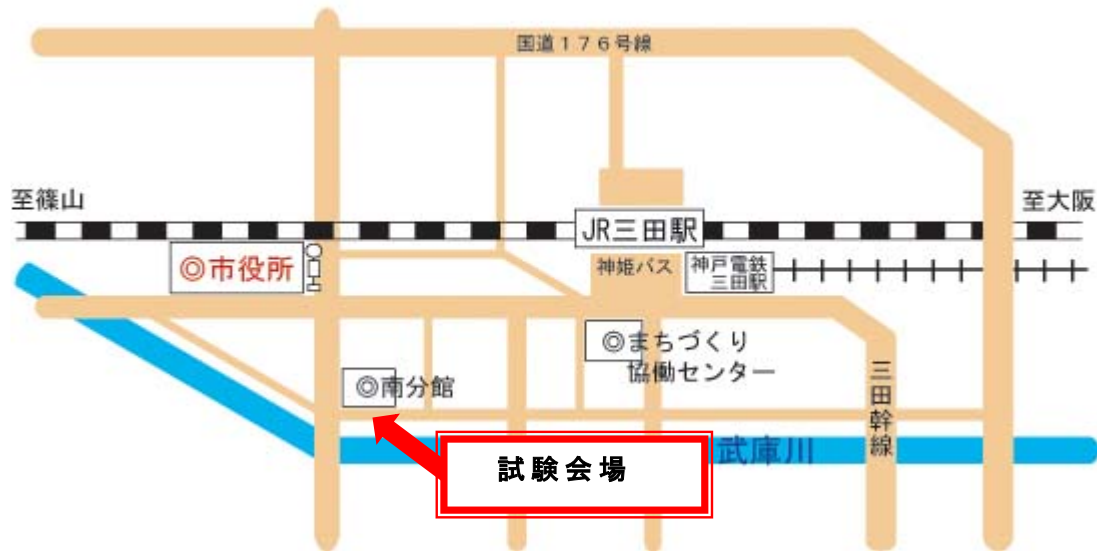 国道176号線
至篠山
至大阪
JR三田駅
◎市役所
神姫バス
神戸電鉄
三田駅
◎まちづくり
協働センター
◎南分館
三田幹線
武庫川
試験会場